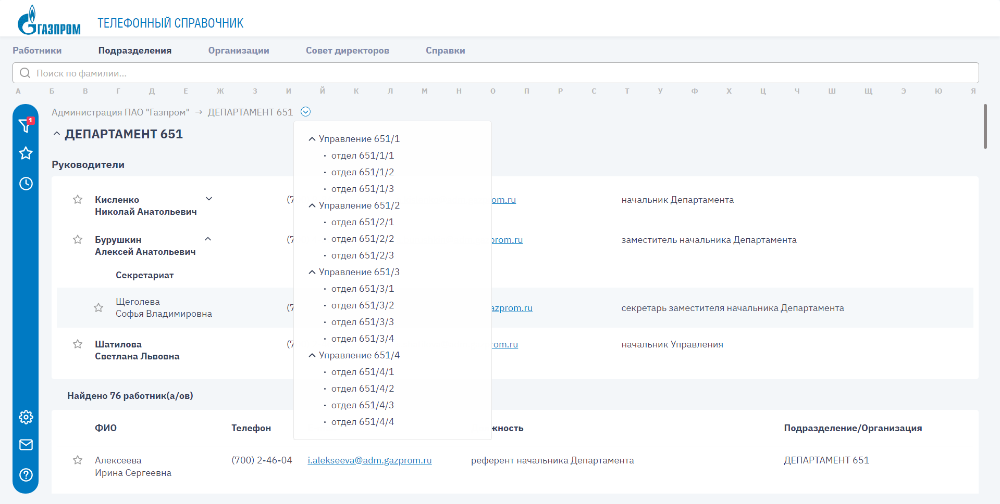 ГАЗПРОМ
ТЕЛЕФОННЫЙ СПРАВОЧНИК
Работники Подразделения Организации Совет директоров Справки
Поиск по фамилии...
А Б В Г Д Е Ж З И Й К Л М Н О П Р С Т У Ф Х Ц Ч Ш Щ Э Ю Я
1
Администрация ПАО "Газпром" → ДЕПАРТАМЕНТ 651
ДЕПАРТАМЕНТ 651
Управление 651/1
· отдел 651/1/1
· отдел 651/1/2
· отдел 651/1/3
Управление 651/2
· отдел 651/2/1
· отдел 651/2/2
· отдел 651/2/3
Управление 651/3
· отдел 651/3/1
· отдел 651/3/2
· отдел 651/3/3
· отдел 651/3/4
Управление 651/4
· отдел 651/4/1
· отдел 651/4/2
· отдел 651/4/3
· отдел 651/4/4
Руководители
Кисленко
Николай Анатольевич
(7 om.ru начальник Департамента
Бурушкин
Алексей Анатольевич
(7 prom.ru заместитель начальника Департамента
Секретариат
Щеголева
Софья Владимировна
(7 azprom.ru секретарь заместителя начальника Департамента
Шатилова
Светлана Львовна
(7 rom.ru начальник Управления
Найдено 76 работник(а/ов)
ФИО Телефон жность Подразделение/Организация
Алексеева
Ирина Сергеевна
(700) 2-46-04 i.alekseeva@adm.gazprom.ru референт начальника Департамента ДЕПАРТАМЕНТ 651